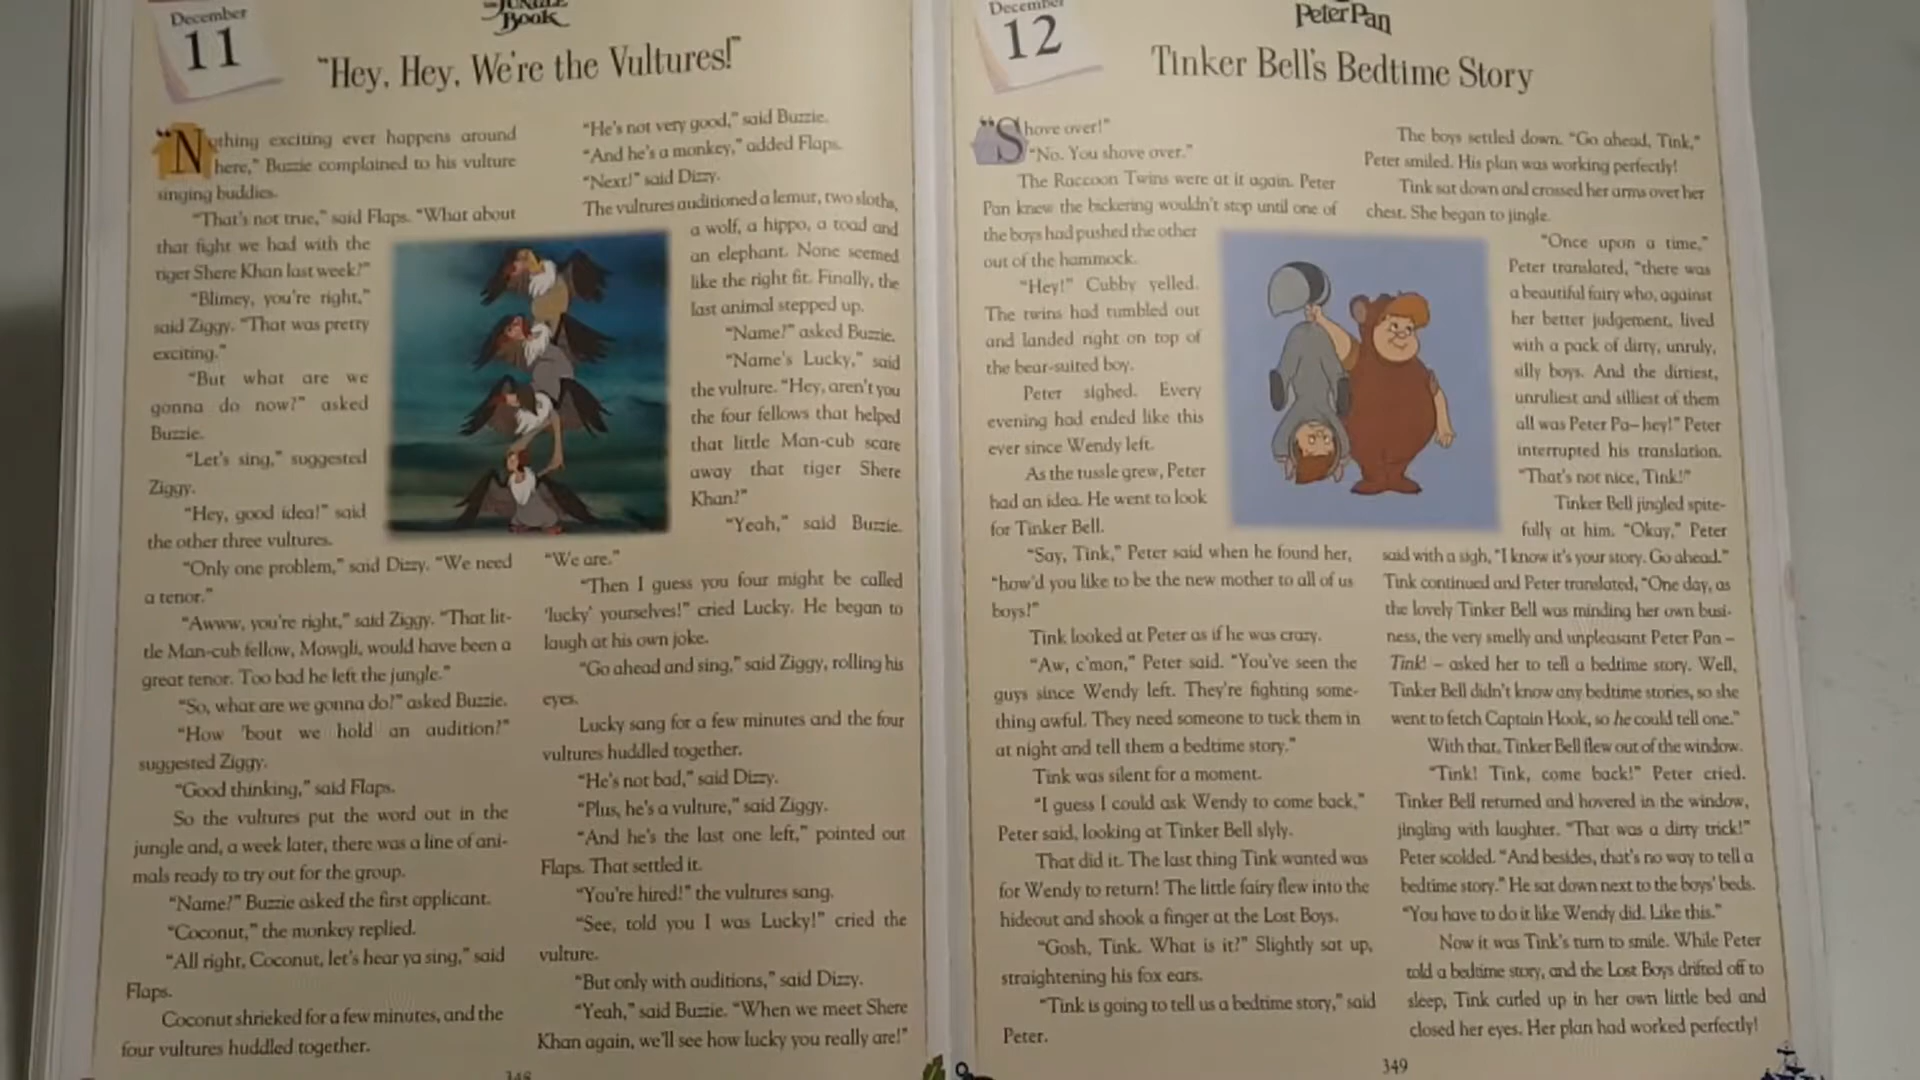 December
11
THE JUNGLE
Book
"Hey, Hey, We're the Vultures!"
"Nothing exciting ever happens around
here," Buzzie complained to his vulture
singing buddies.
"That's not true," said Flaps. "What about
that fight we had with the
tiger Shere Khan last week?"
"Blimey, you're right,"
said Ziggy. "That was pretty
exciting."
"But what are we
gonna do now?" asked
Buzzie.
"Let's sing," suggested
Ziggy.
"Hey, good idea!" said
the other three vultures.
"Only one problem," said Dizzy. "We need
a tenor."
"Awww, you're right," said Ziggy. "That lit-
tle Man-cub fellow, Mowgli, would have been a
great tenor. Too bad he left the jungle."
"So, what are we gonna do?" asked Buzzie.
"How 'bout we hold an audition?"
suggested Ziggy.
"Good thinking," said Flaps.
So the vultures put the word out in the
jungle and, a week later, there was a line of ani-
mals ready to try out for the group.
"Name?" Buzzie asked the first applicant.
"Coconut," the monkey replied.
"All right, Coconut, let's hear ya sing," said
Flaps.
Coconut shrieked for a few minutes, and the
four vultures huddled together.
"He's not very good," said Buzzie.
"And he's a monkey," added Flaps.
"Next!" said Dizzy.
The vultures auditioned a lemur, two sloths,
a wolf, a hippo, a toad and
an elephant. None seemed
like the right fit. Finally, the
last animal stepped up.
"Name?" asked Buzzie.
"Name's Lucky," said
the vulture. "Hey, aren't you
the four fellows that helped
that little Man-cub scare
away that tiger Shere
Khan?"
"Yeah," said Buzzie.
"We are."
"Then I guess you four might be called
'lucky' yourselves!" cried Lucky. He began to
laugh at his own joke.
"Go ahead and sing," said Ziggy, rolling his
eyes.
Lucky sang for a few minutes and the four
vultures huddled together.
"He's not bad," said Dizzy.
"Plus, he's a vulture," said Ziggy.
"And he's the last one left," pointed out
Flaps. That settled it.
"You're hired!" the vultures sang.
"See, told you I was Lucky!" cried the
vulture.
"But only with auditions," said Dizzy.
"Yeah," said Buzzie. "When we meet Shere
Khan again, we'll see how lucky you really are!"
348
December
12
Peter Pan
Tinker Bell's Bedtime Story
"Shove over!"
"No. You shove over."
The Raccoon Twins were at it again. Peter
Pan knew the bickering wouldn't stop until one of
the boys had pushed the other
out of the hammock.
"Hey!" Cubby yelled.
The twins had tumbled out
and landed right on top of
the bear-suited boy.
Peter sighed. Every
evening had ended like this
ever since Wendy left.
As the tussle grew, Peter
had an idea. He went to look
for Tinker Bell.
"Say, Tink," Peter said when he found her,
"how'd you like to be the new mother to all of us
boys?"
Tink looked at Peter as if he was crazy.
"Aw, c'mon," Peter said. "You've seen the
guys since Wendy left. They're fighting some-
thing awful. They need someone to tuck them in
at night and tell them a bedtime story."
Tink was silent for a moment.
"I guess I could ask Wendy to come back,"
Peter said, looking at Tinker Bell slyly.
That did it. The last thing Tink wanted was
for Wendy to return! The little fairy flew into the
hideout and shook a finger at the Lost Boys.
"Gosh, Tink. What is it?" Slightly sat up,
straightening his fox ears.
"Tink is going to tell us a bedtime story," said
Peter.
The boys settled down. "Go ahead, Tink,"
Peter smiled. His plan was working perfectly!
Tink sat down and crossed her arms over her
chest. She began to jingle.
"Once upon a time,"
Peter translated, "there was
a beautiful fairy who, against
her better judgement, lived
with a pack of dirty, unruly,
silly boys. And the dirtiest,
unruliest and silliest of them
all was Peter Pa– hey!" Peter
interrupted his translation.
"That's not nice, Tink!"
Tinker Bell jingled spite-
fully at him. "Okay," Peter
said with a sigh, "I know it's your story. Go ahead."
Tink continued and Peter translated, "One day, as
the lovely Tinker Bell was minding her own busi-
ness, the very smelly and unpleasant Peter Pan –
Tink! – asked her to tell a bedtime story. Well,
Tinker Bell didn't know any bedtime stories, so she
went to fetch Captain Hook, so he could tell one."
With that, Tinker Bell flew out of the window.
"Tink! Tink, come back!" Peter cried.
Tinker Bell returned and hovered in the window,
jingling with laughter. "That was a dirty trick!"
Peter scolded. "And besides, that's no way to tell a
bedtime story." He sat down next to the boys' beds.
"You have to do it like Wendy did. Like this."
Now it was Tink's turn to smile. While Peter
told a bedtime story, and the Lost Boys drifted off to
sleep, Tink curled up in her own little bed and
closed her eyes. Her plan had worked perfectly!
349